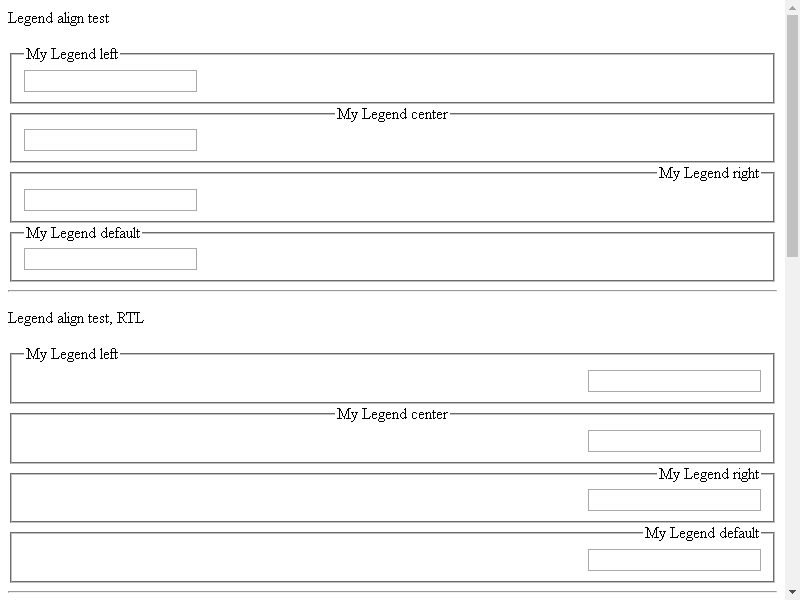 Legend align test
My Legend left
My Legend center
My Legend right
My Legend default
Legend align test, RTL
My Legend left
My Legend center
My Legend right
My Legend default